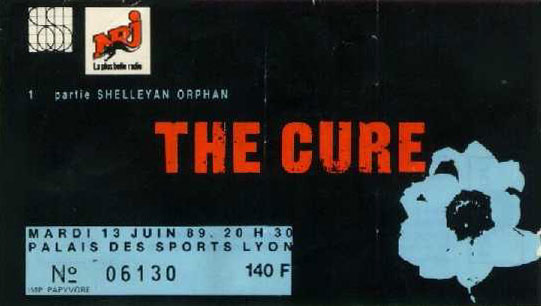 NRJ
La plus belle radio
1 partie SHELLEYAN ORPHAN
THE CURE
MARDI 13 JUIN 89. 20 H 30
PALAIS DES SPORTS LYON
Nº 06130 140 F
IMP. PAPYVORE